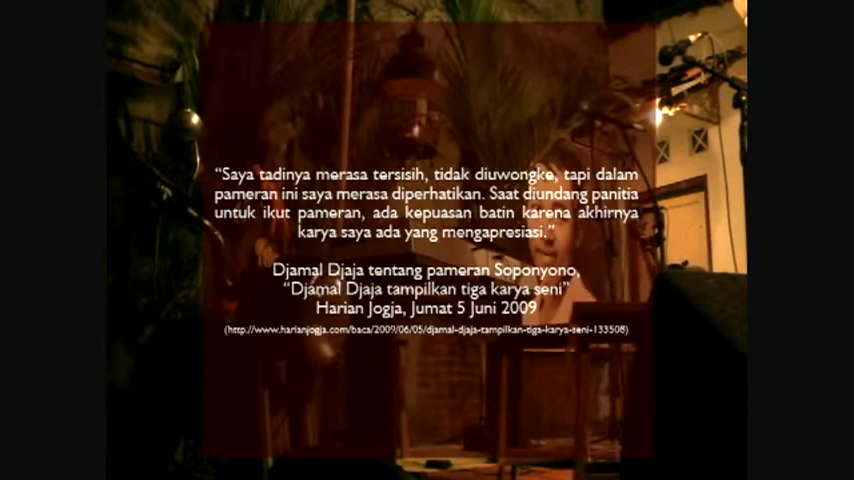 “Saya tadinya merasa tersisih, tidak diuwongke, tapi dalam
pameran ini saya merasa diperhatikan. Saat diundang panitia
untuk ikut pameran, ada kepuasan batin karena akhirnya
karya saya ada yang mengapresiasi.”
Djamal Djaja tentang pameran Soponyono,
“Djamal Djaja tampilkan tiga karya seni”
Harian Jogja, Jumat 5 Juni 2009
(http://www.harianjogja.com/baca/2009/06/05/djamal-djaja-tampilkan-tiga-karya-seni-133508)